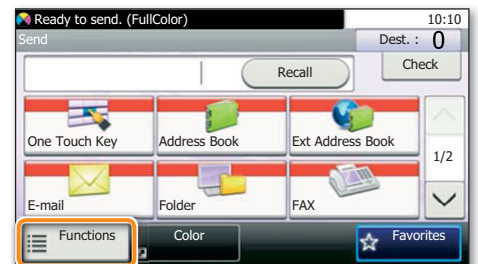 Ready to send. (FullColor) 10:10
Send Dest. : 0
Recall Check
One Touch Key Address Book Ext Address Book
1/2
E-mail Folder FAX
Functions Color Favorites